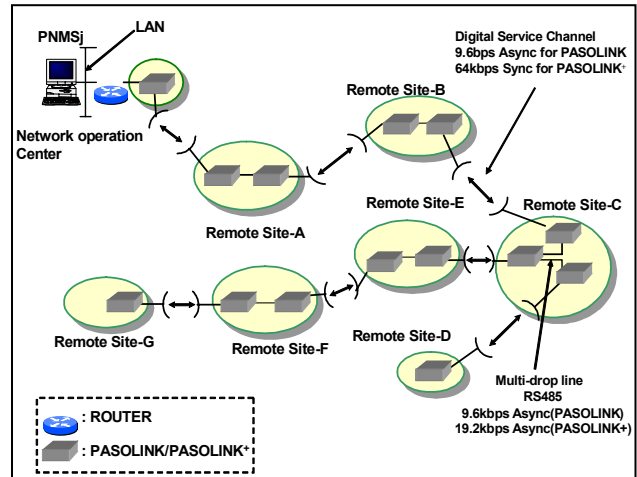 PNMSj
LAN
Network operation
Center
Digital Service Channel
9.6bps Async for PASOLINK
64kbps Sync for PASOLINK+
Remote Site-B
Remote Site-A
Remote Site-E
Remote Site-C
Remote Site-G
Remote Site-F
Remote Site-D
Multi-drop line
RS485
9.6kbps Async(PASOLINK)
19.2kbps Async(PASOLINK+)
: ROUTER
: PASOLINK/PASOLINK+